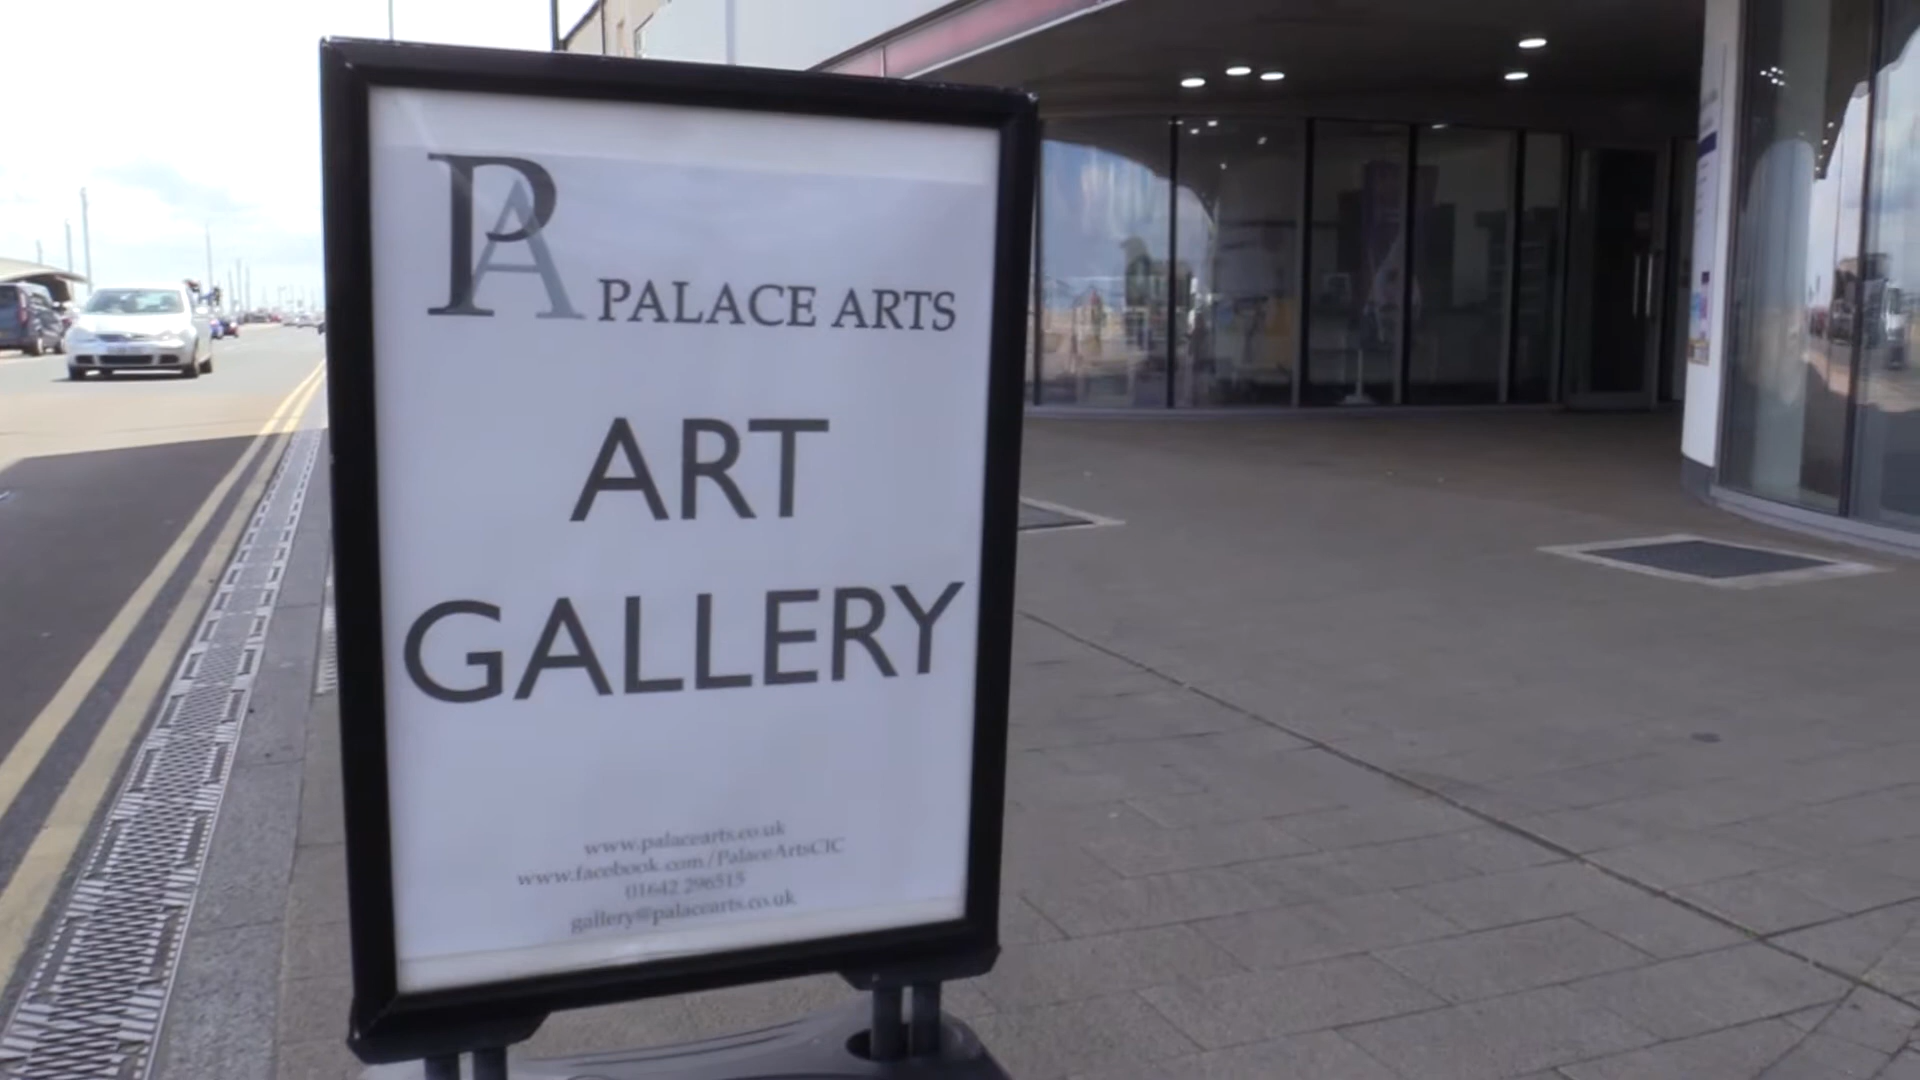 PA PALACE ARTS
ART
GALLERY
www.palacearts.co.uk
www.facebook.com/PalaceArtsCIC
01642 296515
gallery@palacearts.co.uk